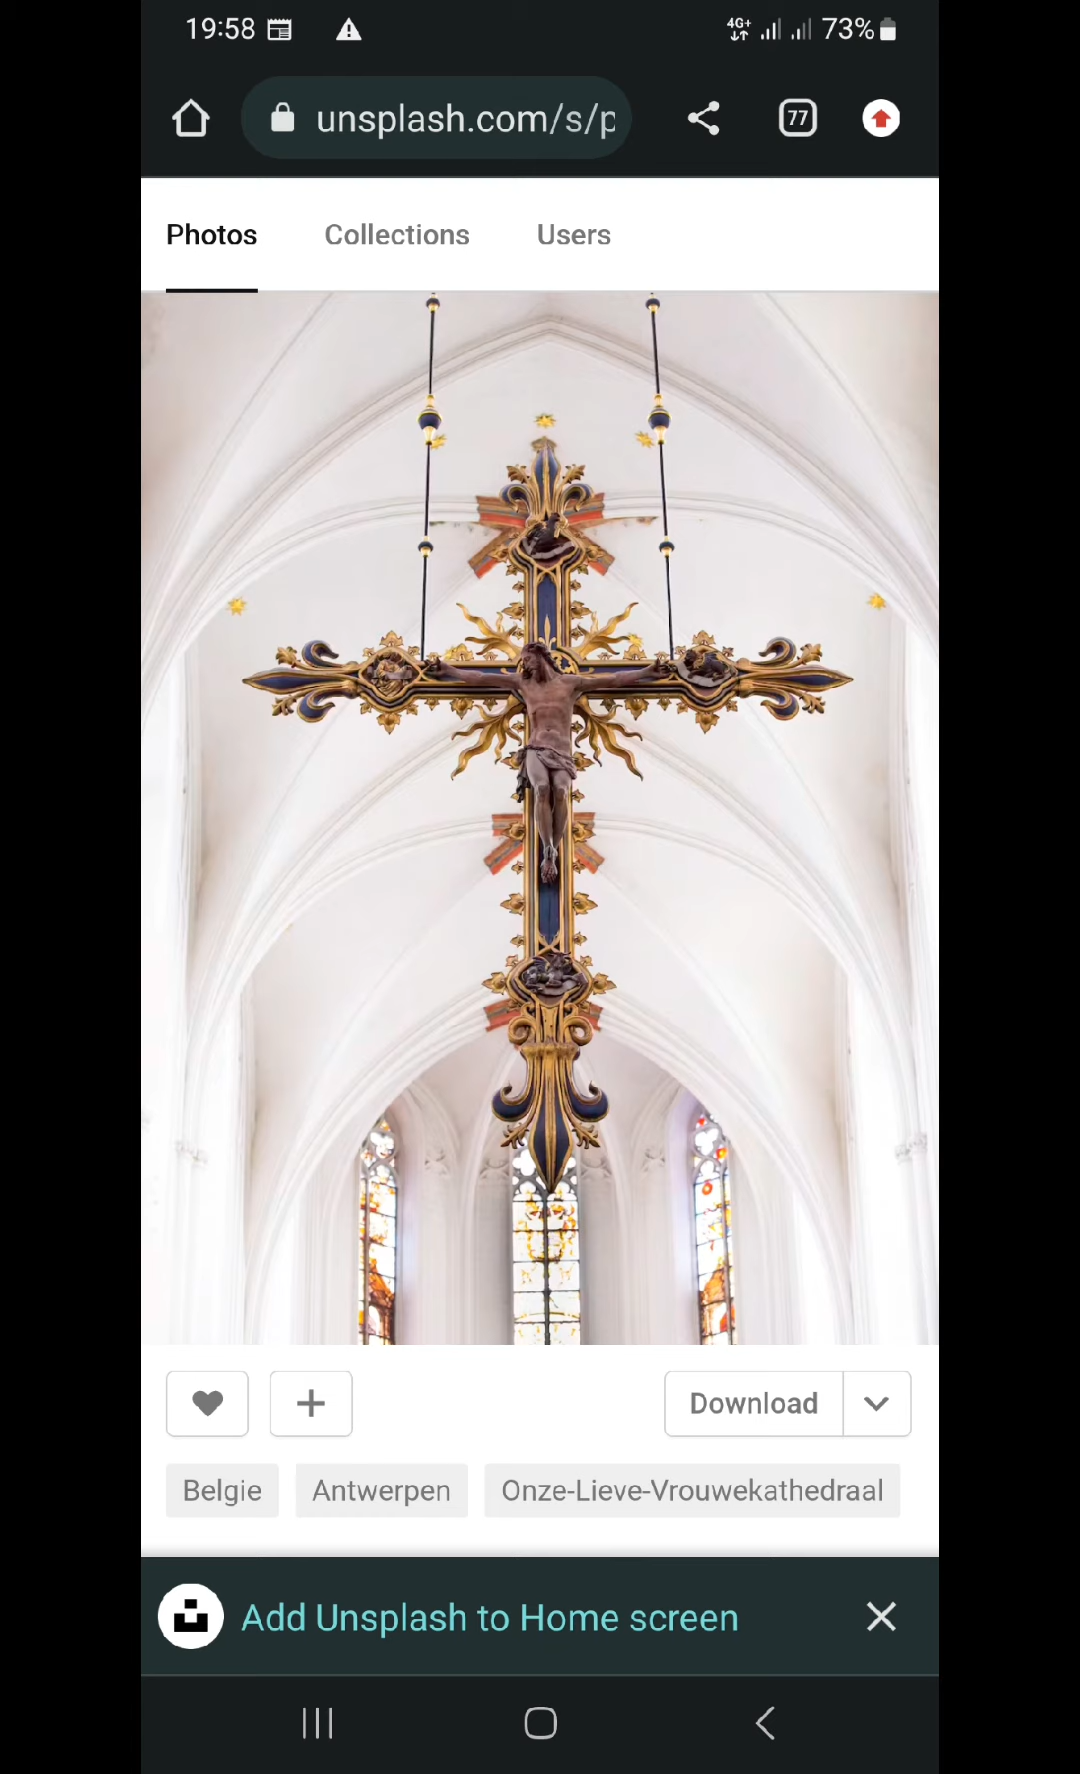 19:58 4G+ 73%
unsplash.com/s/p 77
Photos Collections Users
Download
Belgie Antwerpen Onze-Lieve-Vrouwekathedraal
Add Unsplash to Home screen